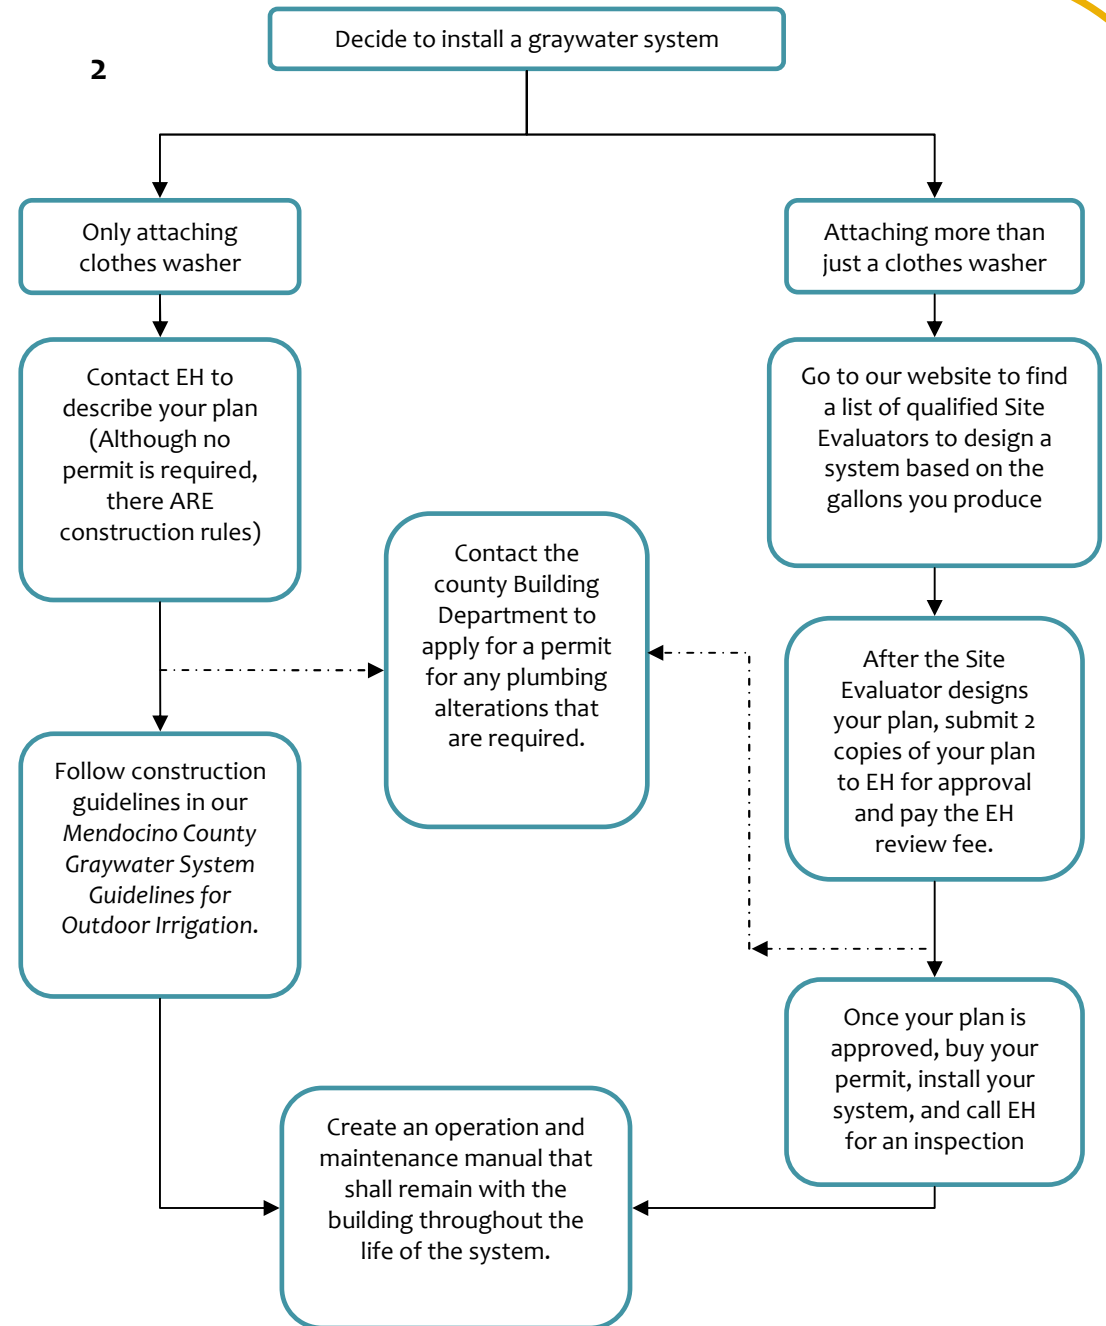 Decide to install a graywater system
2
Only attaching
clothes washer
Attaching more than
just a clothes washer
Contact EH to
describe your plan
(Although no
permit is required,
there ARE
construction rules)
Go to our website to find
a list of qualified Site
Evaluators to design a
system based on the
gallons you produce
Contact the
county Building
Department to
apply for a permit
for any plumbing
alterations that
are required.
After the Site
Evaluator designs
your plan, submit 2
copies of your plan
to EH for approval
and pay the EH
review fee.
Follow construction
guidelines in our
Mendocino County
Graywater System
Guidelines for
Outdoor Irrigation.
Once your plan is
approved, buy your
permit, install your
system, and call EH
for an inspection
Create an operation and
maintenance manual that
shall remain with the
building throughout the
life of the system.